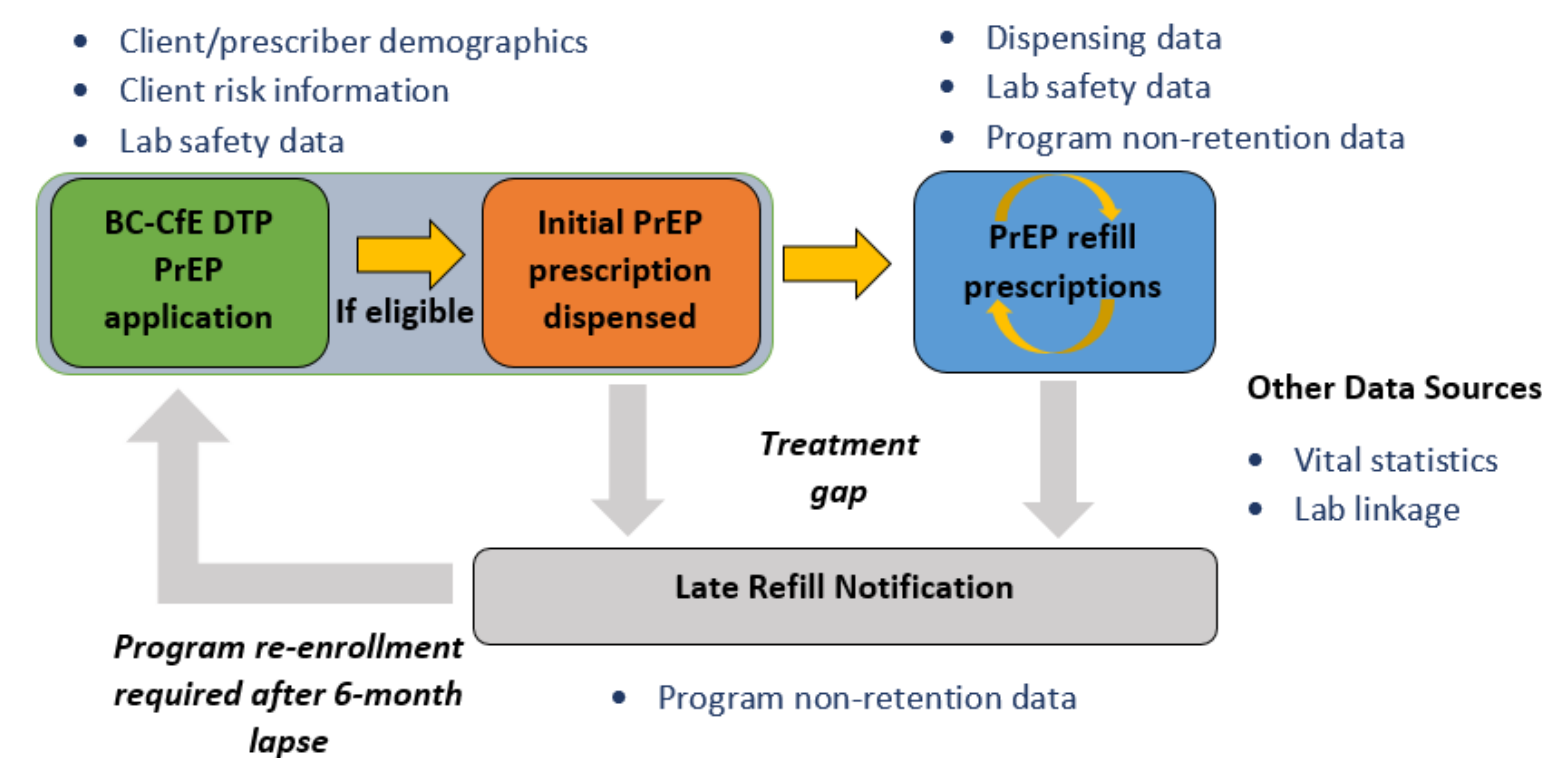 • Client/prescriber demographics
• Client risk information
• Lab safety data
• Dispensing data
• Lab safety data
• Program non-retention data
BC-CfE DTP
PrEP
application
If eligible
Initial PrEP
prescription
dispensed
PrEP refill
prescriptions
Other Data Sources
• Vital statistics
• Lab linkage
Treatment
gap
Late Refill Notification
Program re-enrollment
required after 6-month
lapse
• Program non-retention data